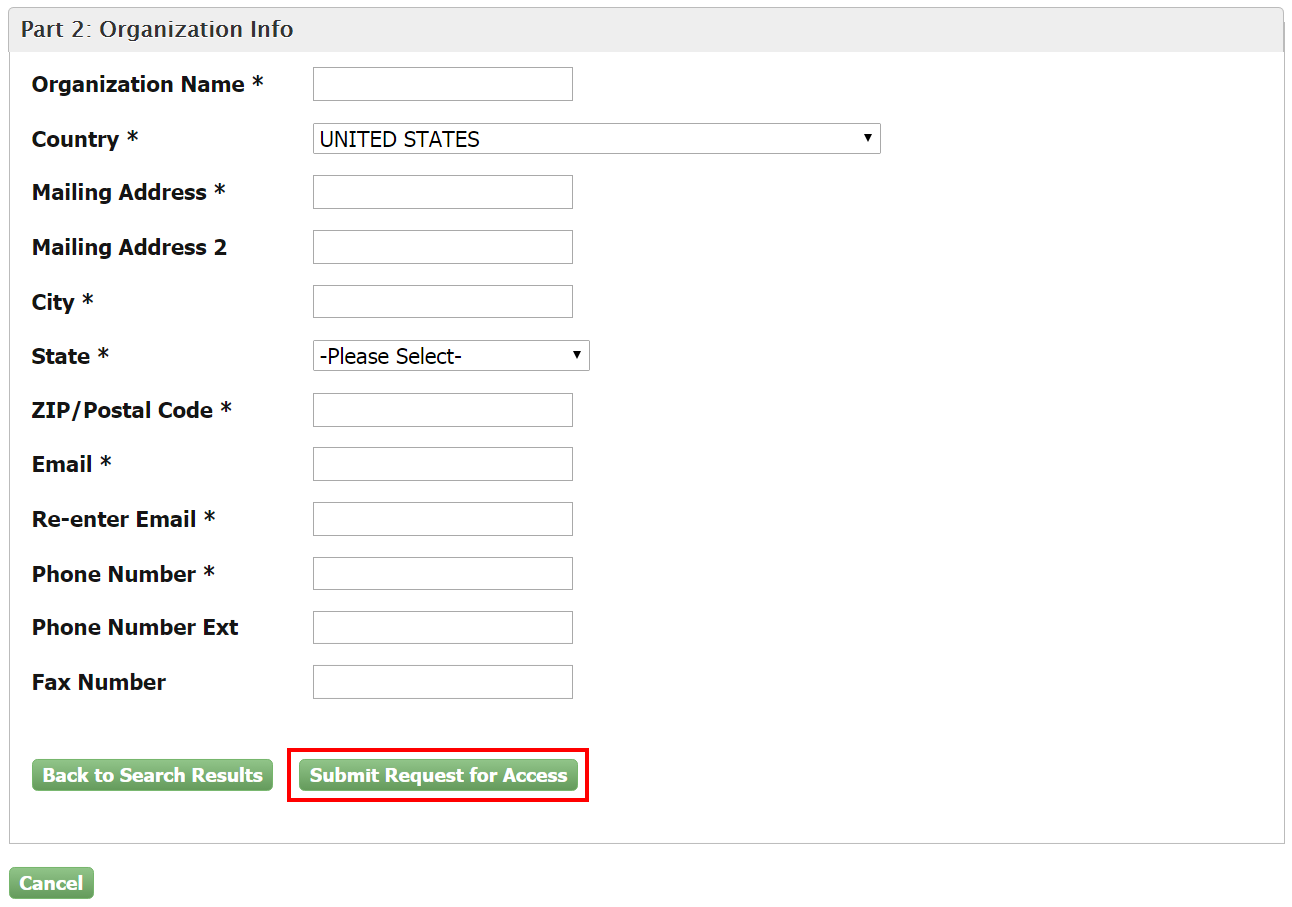 Part 2: Organization Info
Organization Name *
Country * UNITED STATES
Mailing Address *
Mailing Address 2
City *
State * -Please Select-
ZIP/Postal Code *
Email *
Re-enter Email *
Phone Number *
Phone Number Ext
Fax Number
Back to Search Results Submit Request for Access
Cancel